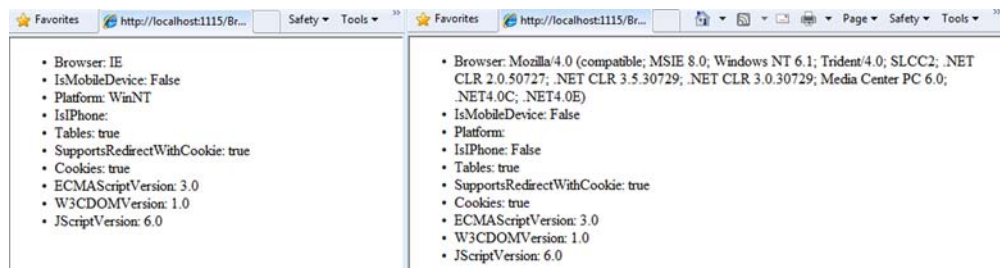 Favorites http://localhost:1115/Br... Safety Tools »
• Browser: IE
• IsMobileDevice: False
• Platform: WinNT
• IsIPhone:
• Tables: true
• SupportsRedirectWithCookie: true
• Cookies: true
• ECMAScriptVersion: 3.0
• W3CDOMVersion: 1.0
• JScriptVersion: 6.0
Favorites http://localhost:1115/Br... Page Safety Tools »
• Browser: Mozilla/4.0 (compatible; MSIE 8.0; Windows NT 6.1; Trident/4.0; SLCC2; .NET
CLR 2.0.50727; .NET CLR 3.5.30729; .NET CLR 3.0.30729; Media Center PC 6.0;
.NET4.0C; .NET4.0E)
• IsMobileDevice: False
• Platform:
• IsIPhone: False
• Tables: true
• SupportsRedirectWithCookie: true
• Cookies: true
• ECMAScriptVersion: 3.0
• W3CDOMVersion: 1.0
• JScriptVersion: 6.0